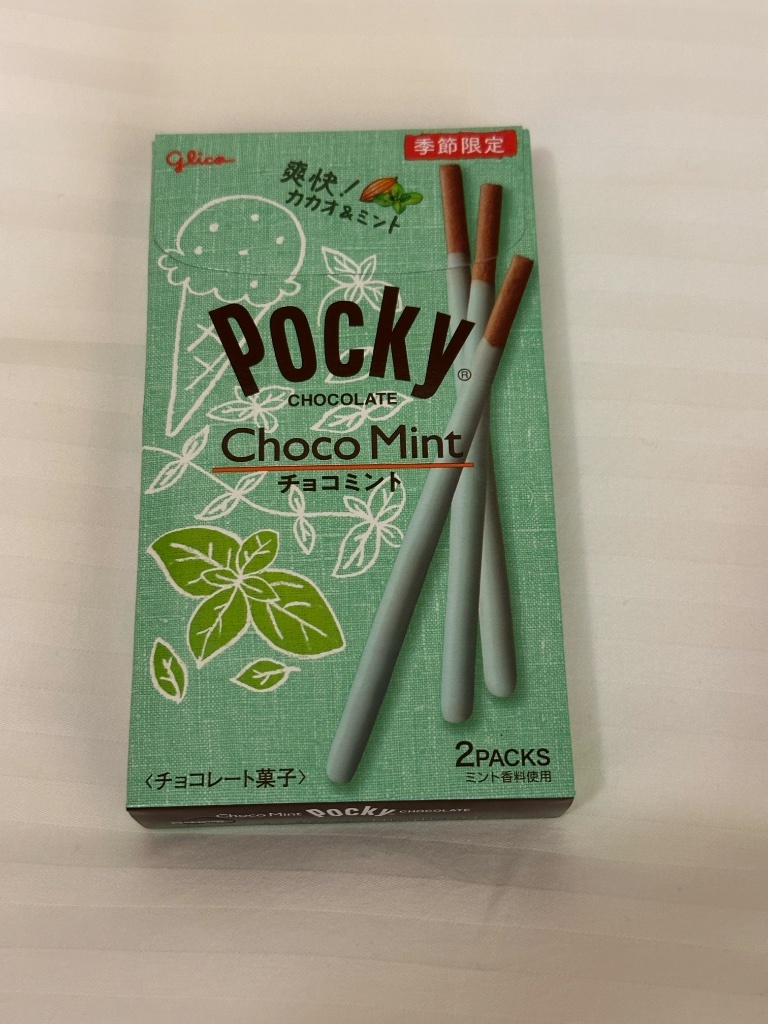 glico
季節限定
爽快!
カカオ&ミント
Pocky®
CHOCOLATE
Choco Mint
チョコミント
2PACKS
ミント香料使用
〈チョコレート菓子〉
Choco Mint Pocky CHOCOLATE